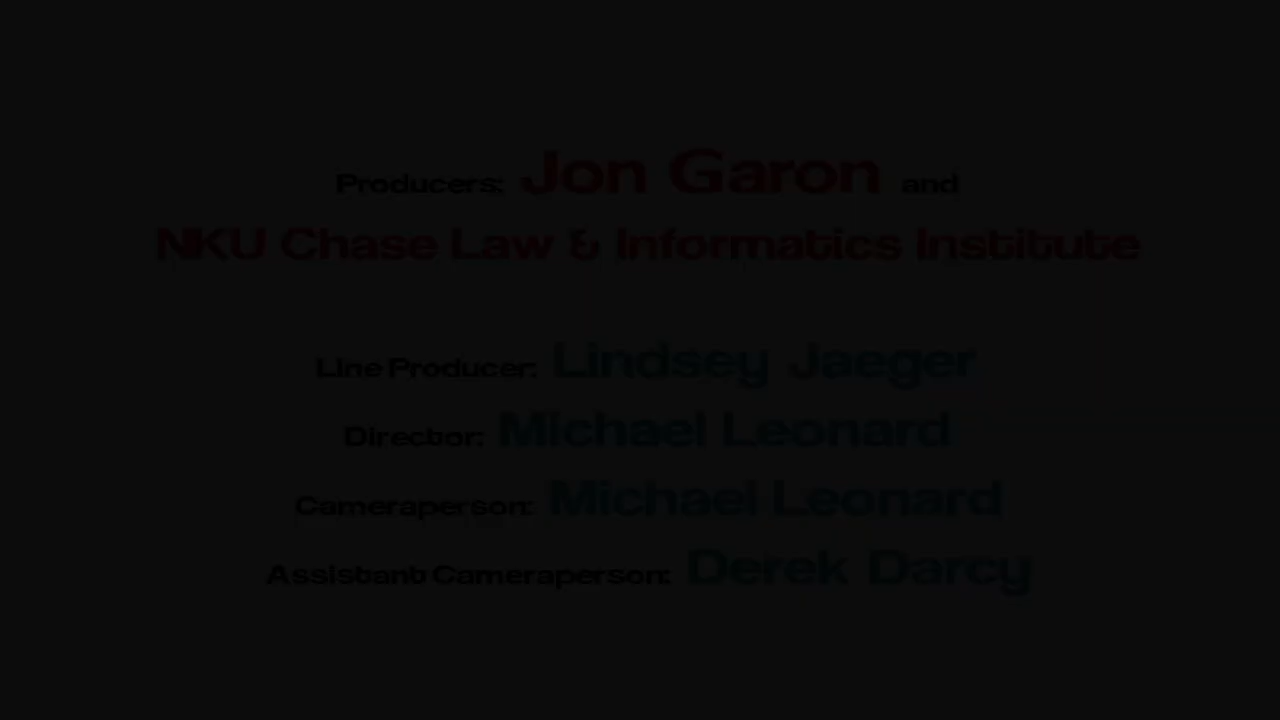 Producers: Jon Garon and
NKU Chase Law & Informatics Institute
Line Producer: Lindsey Jaeger
Director: Michael Leonard
Cameraperson: Michael Leonard
Assistant Cameraperson: Derek Darcy